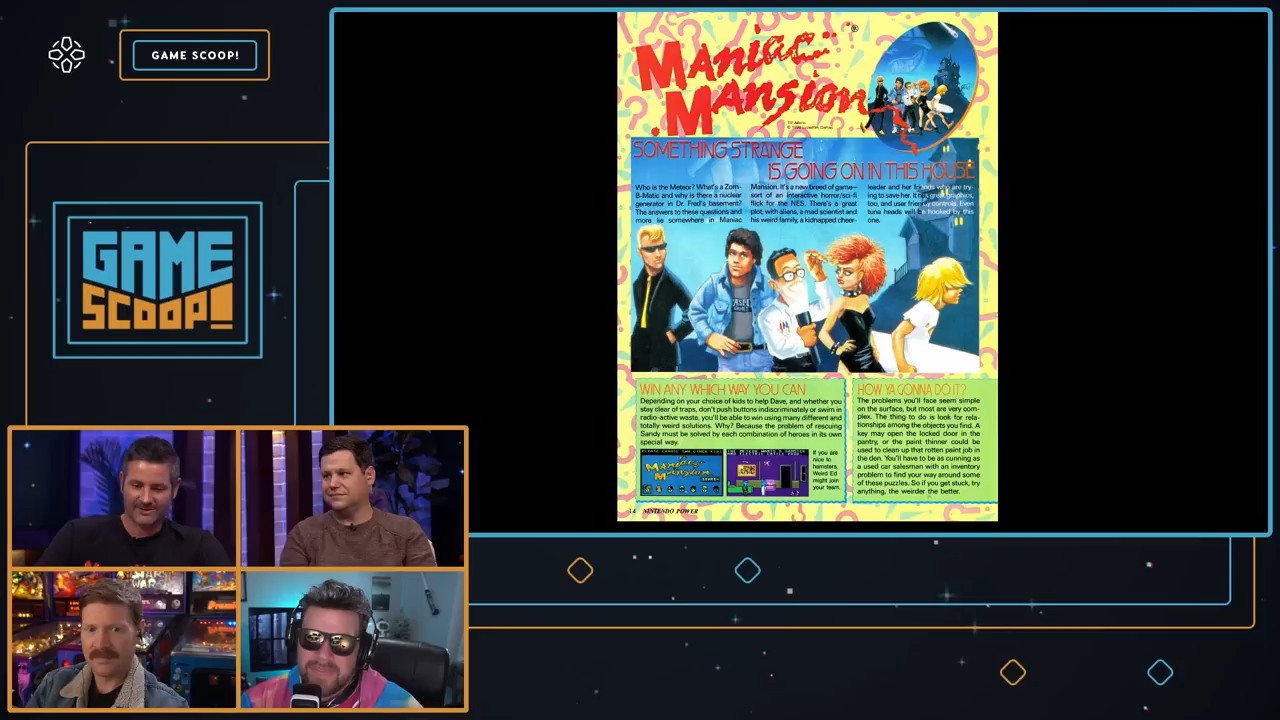 GAME SCOOP!
GAME
SCOOP!
Maniac
Mansion
SOMETHING STRANGE
IS GOING ON IN THIS HOUSE
Who is the Meteor? What's a Zom-
B-Matic and why is there a nuclear
generator in Dr. Fred's basement?
The answers to these questions and
more lie somewhere in Maniac
Mansion. It's a new breed of game—
sort of an interactive horror/sci-fi
flick for the NES. There's a great
plot, with aliens, a mad scientist and
his weird family, a kidnapped cheer-
leader and her friends who are try-
ing to save her. It has great graphics,
too, and user friendly controls. Even
tuna heads will be hooked by this
one.
WIN ANY WHICH WAY YOU CAN
Depending on your choice of kids to help Dave, and whether you
stay clear of traps, don't push buttons indiscriminately or swim in
radio-active waste, you'll be able to win using many different and
totally weird solutions. Why? Because the problem of rescuing
Sandy must be solved by each combination of heroes in its own
special way.
Maniac
Mansion
If you are
nice to
hamsters,
Weird Ed
might join
your team.
HOW YA GONNA DO IT?
The problems you'll face seem simple
on the surface, but most are very com-
plex. The thing to do is look for rela-
tionships among the objects you find. A
key may open the locked door in the
pantry, or the paint thinner could be
used to clean up that rotten paint job in
the den. You'll have to be as cunning as
a used car salesman with an inventory
problem to find your way around some
of these puzzles. So if you get stuck, try
anything, the weirder the better.
NINTENDO POWER